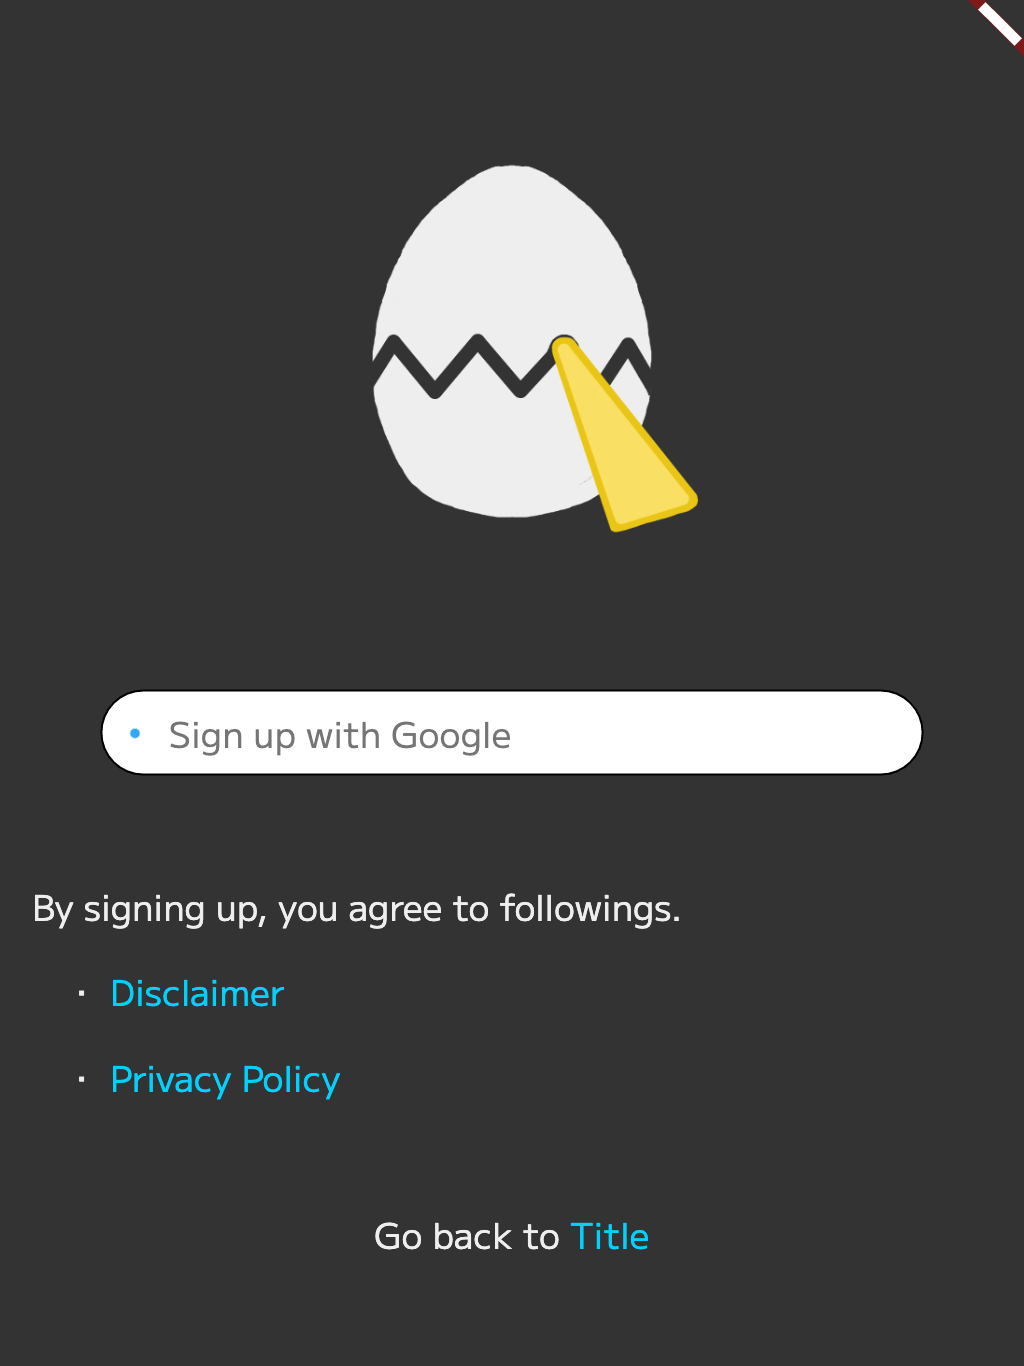 Sign up with Google
By signing up, you agree to followings.
· Disclaimer
· Privacy Policy
Go back to Title